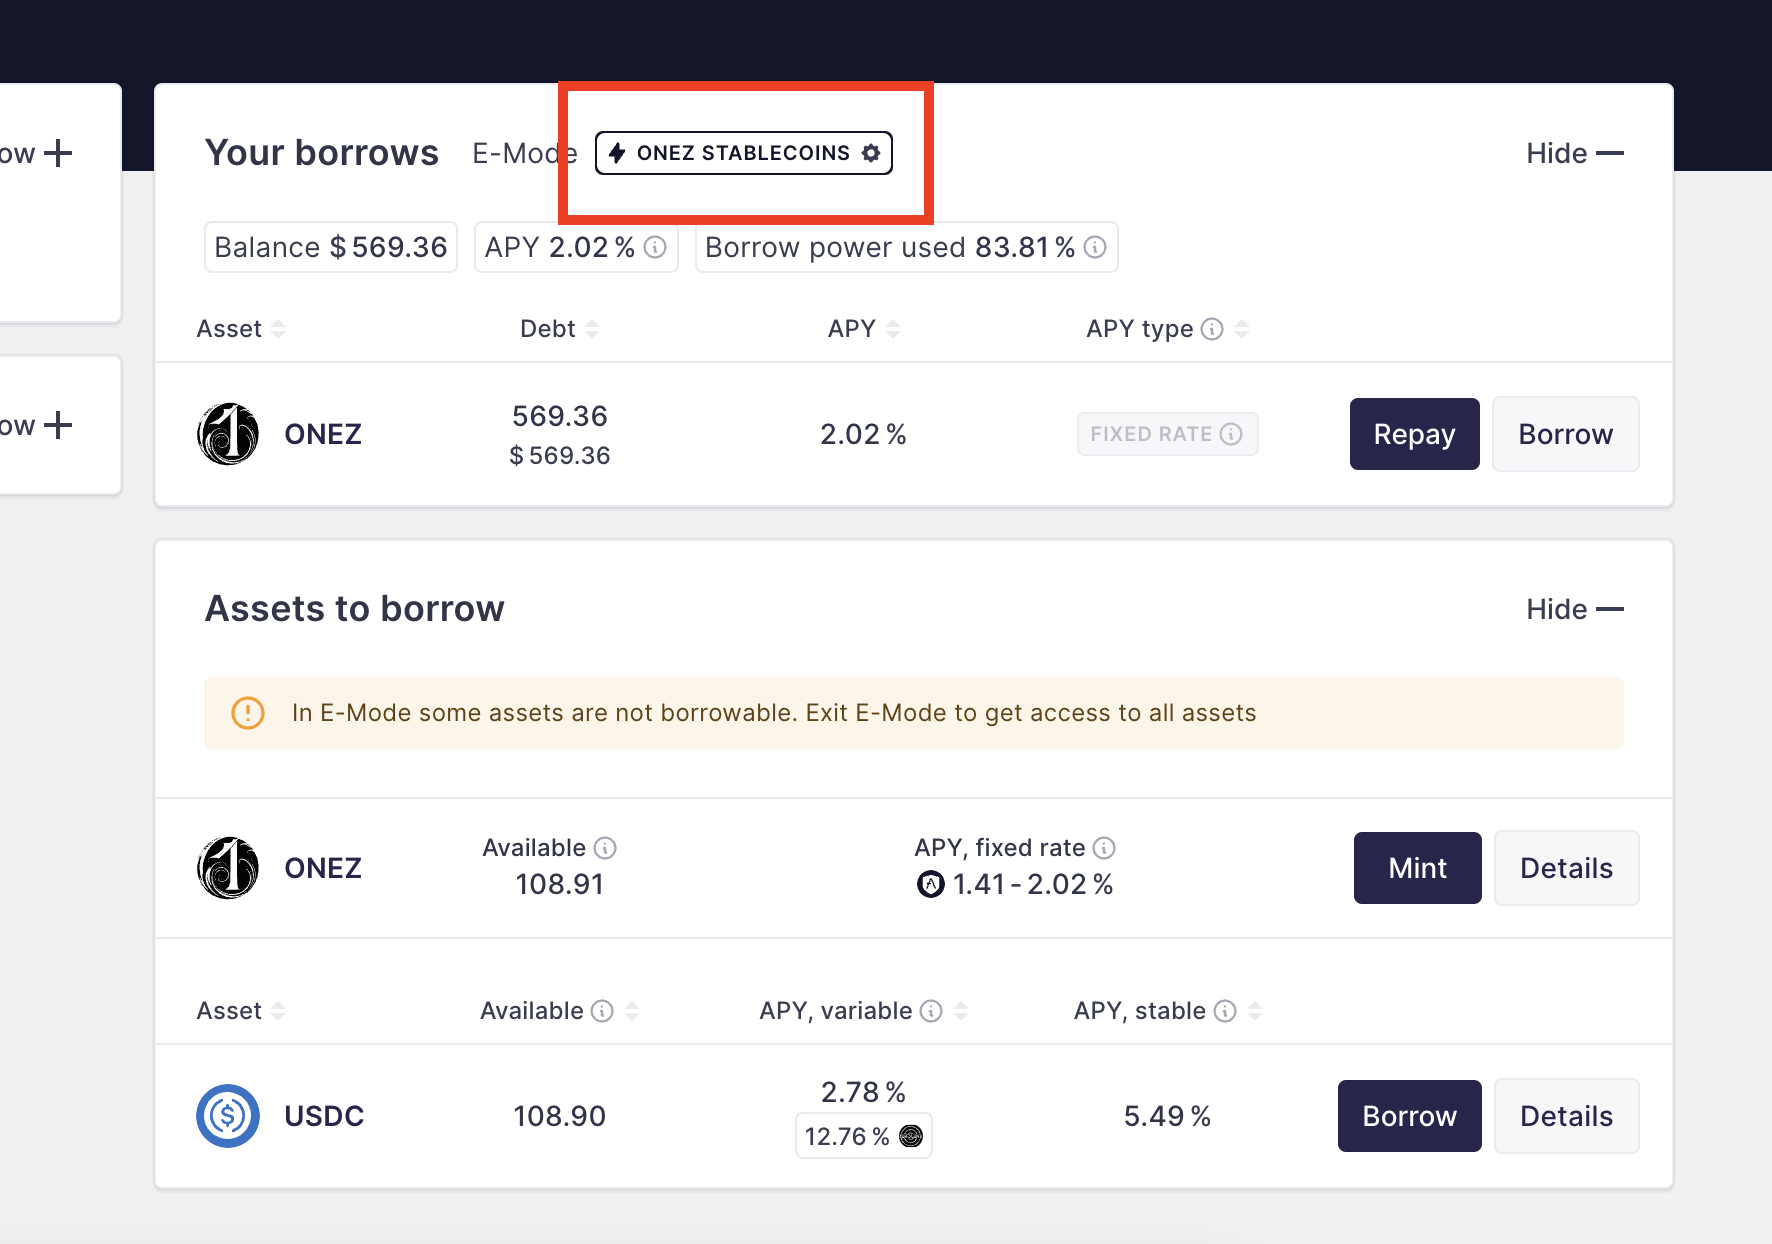 ow
ow
Your borrows E-Mode ONEZ STABLECOINS Hide
Balance $ 569.36 APY 2.02 % Borrow power used 83.81 %
Asset Debt APY APY type
ONEZ 569.36 2.02 % FIXED RATE Repay Borrow
$ 569.36
Assets to borrow Hide
In E-Mode some assets are not borrowable. Exit E-Mode to get access to all assets
Available APY, fixed rate
ONEZ 108.91 1.41 - 2.02 % Mint Details
Asset Available APY, variable APY, stable
2.78 %
USDC 108.90 5.49 % Borrow Details
12.76 %